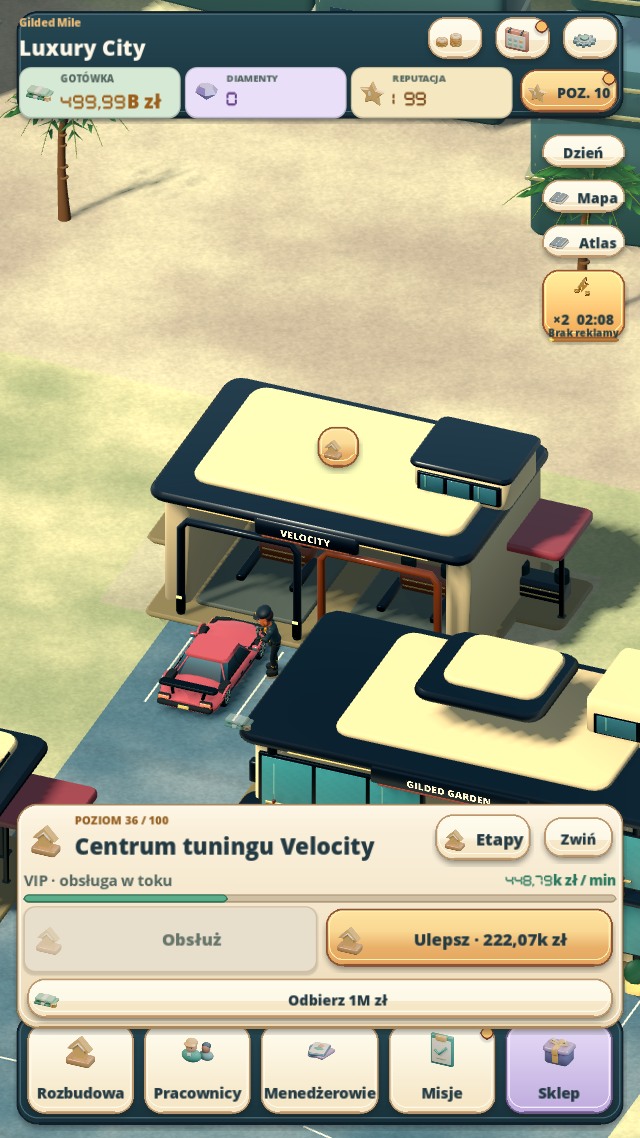 Gilded Mile
Luxury City
GOTÓWKA
499,99B zł
DIAMENTY
0
REPUTACJA
199
POZ. 10
Dzień
Mapa
Atlas
×2 02:08
Brak reklamy
VELOCITY
GILDED GARDEN
POZIOM 36 / 100
Centrum tuningu Velocity
Etapy
Zwiń
VIP · obsługa w toku
448,79k zł / min
Obsłuż
Ulepsz · 222,07k zł
Odbierz 1M zł
Rozbudowa
Pracownicy
Menedżerowie
Misje
Sklep